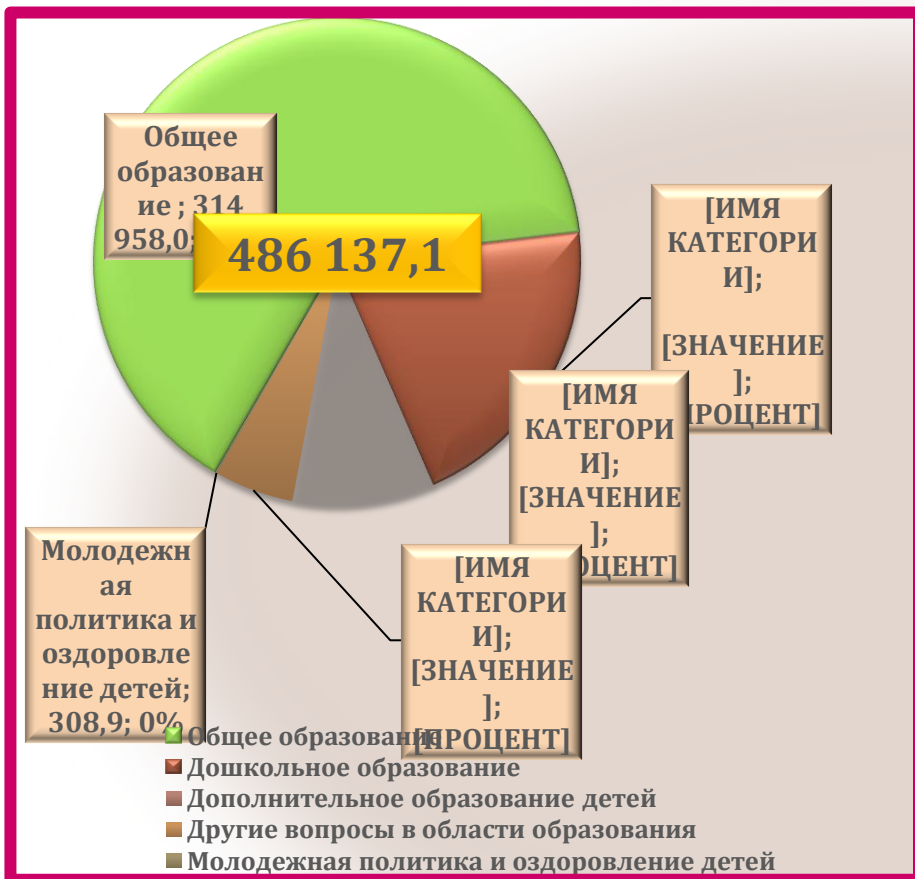 Общее
образован
ие ; 314
958,0;
486 137,1
[ИМЯ
КАТЕГОРИ
И];
[ЗНАЧЕНИЕ
];
ПРОЦЕНТ]
[ИМЯ
КАТЕГОРИ
И];
[ЗНАЧЕНИЕ
];
ОЦЕНТ]
[ИМЯ
КАТЕГОРИ
И];
[ЗНАЧЕНИЕ
];
[ПРОЦЕНТ]
Молодежн
ая
политика и
оздоровле
ние детей;
308,9; 0%
Общее образование
Дошкольное образование
Дополнительное образование детей
Другие вопросы в области образования
Молодежная политика и оздоровление детей